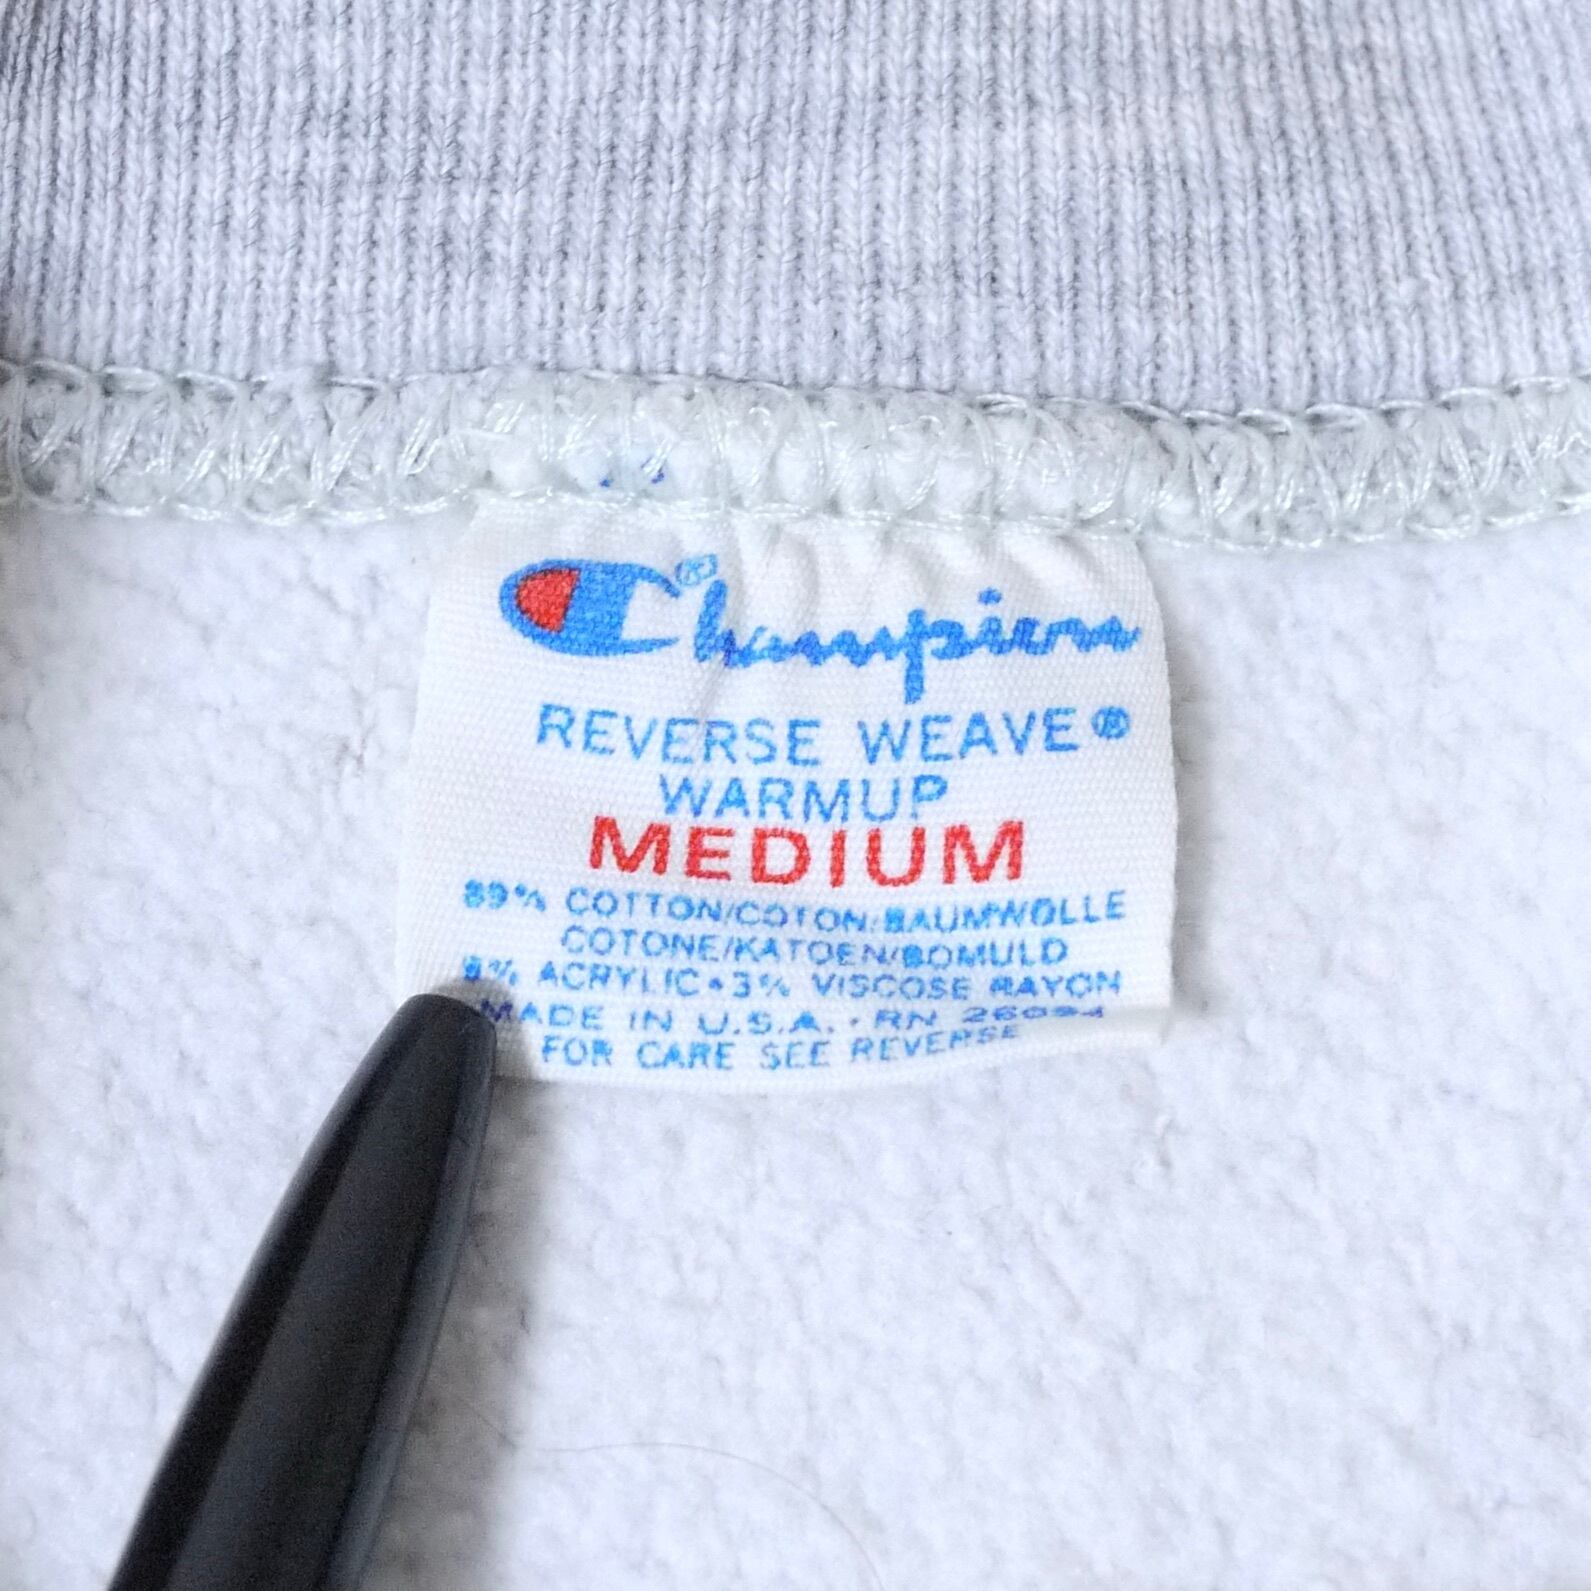 Champion®
REVERSE WEAVE®
WARMUP
MEDIUM
89% COTTON/COTON/BAUMWOLLE
COTONE/KATOEN/BOMULD
8% ACRYLIC • 3% VISCOSE RAYON
MADE IN U.S.A. • RN 26094
FOR CARE SEE REVERSE